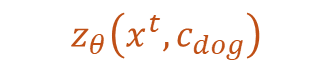 z_θ(x^t, c_dog)